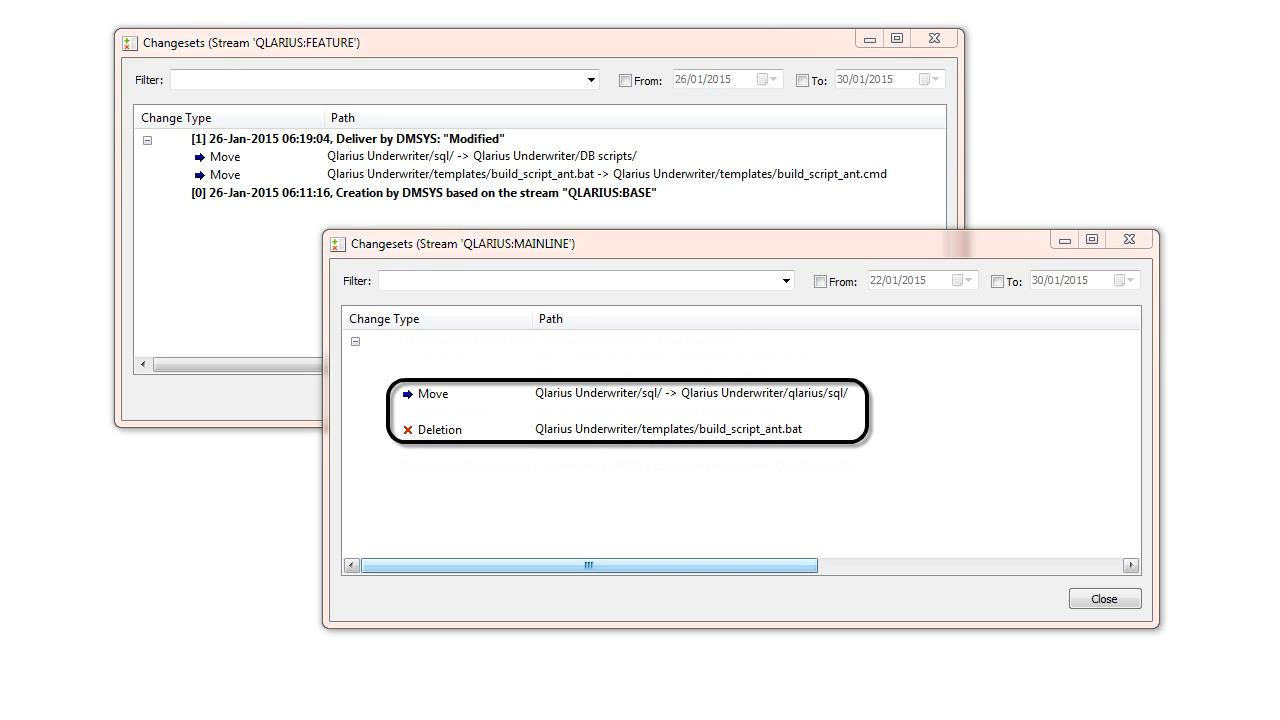 Changesets (Stream 'QLARIUS:FEATURE')
Filter: From: 26/01/2015 To: 30/01/2015
Change Type Path
[1] 26-Jan-2015 06:19:04, Deliver by DMSYS: "Modified"
Move Qlarius Underwriter/sql/ -> Qlarius Underwriter/DB scripts/
Move Qlarius Underwriter/templates/build_script_ant.bat -> Qlarius Underwriter/templates/build_script_ant.cmd
[0] 26-Jan-2015 06:11:16, Creation by DMSYS based on the stream "QLARIUS:BASE"
Changesets (Stream 'QLARIUS:MAINLINE')
Filter: From: 22/01/2015 To: 30/01/2015
Change Type Path
Move Qlarius Underwriter/sql/ -> Qlarius Underwriter/qlarius/sql/
Deletion Qlarius Underwriter/templates/build_script_ant.bat
Close